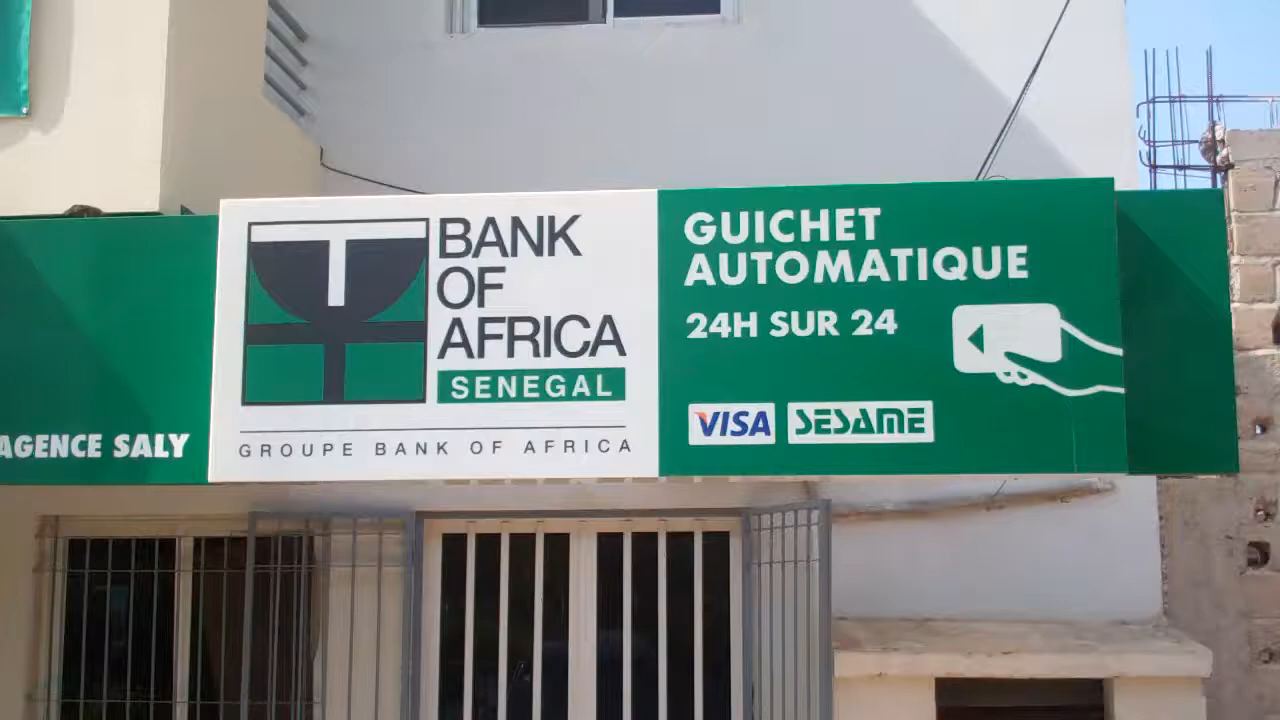 AGENCE SALY
BANK
OF
AFRICA
SENEGAL
GROUPE BANK OF AFRICA
GUICHET
AUTOMATIQUE
24H SUR 24
VISA SESAME